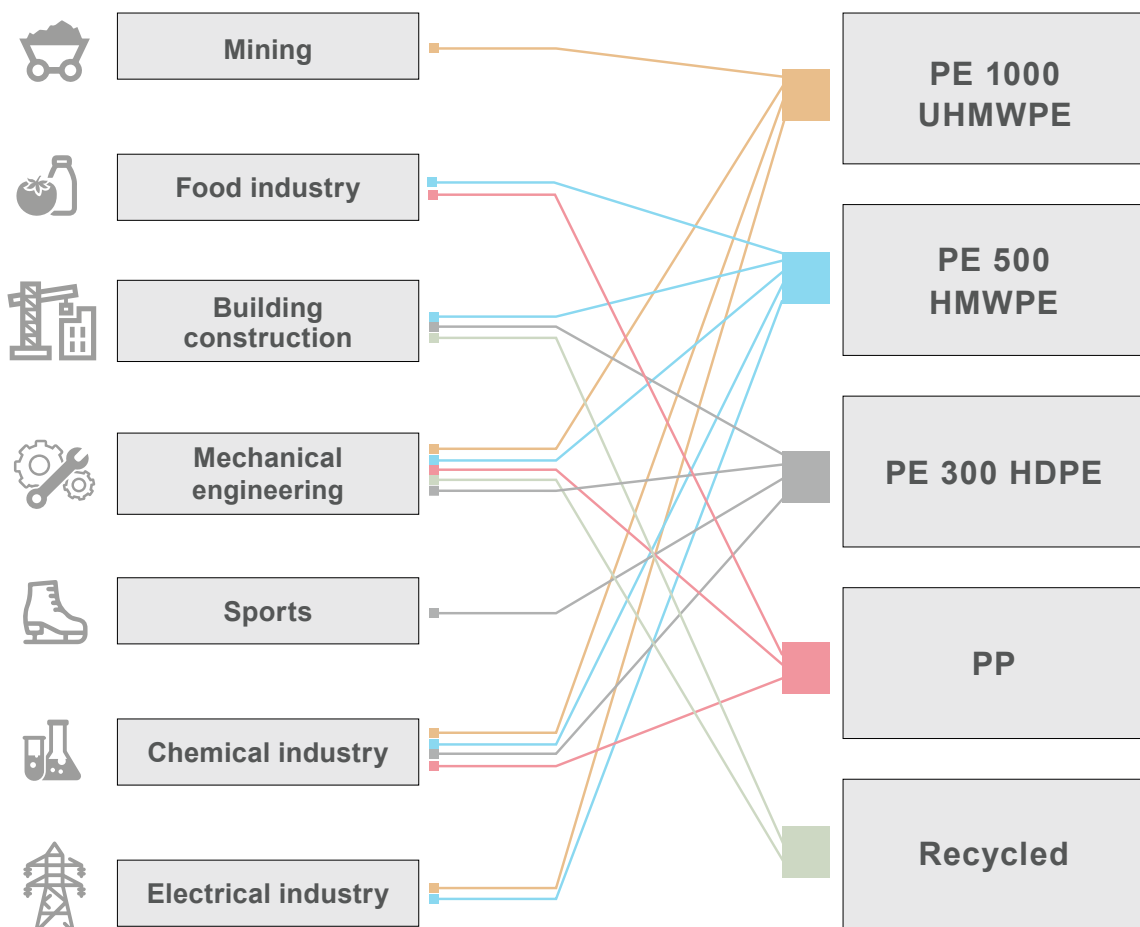 Mining
Food industry
Building
construction
Mechanical
engineering
Sports
Chemical industry
Electrical industry
PE 1000
UHMWPE
PE 500
HMWPE
PE 300 HDPE
PP
Recycled